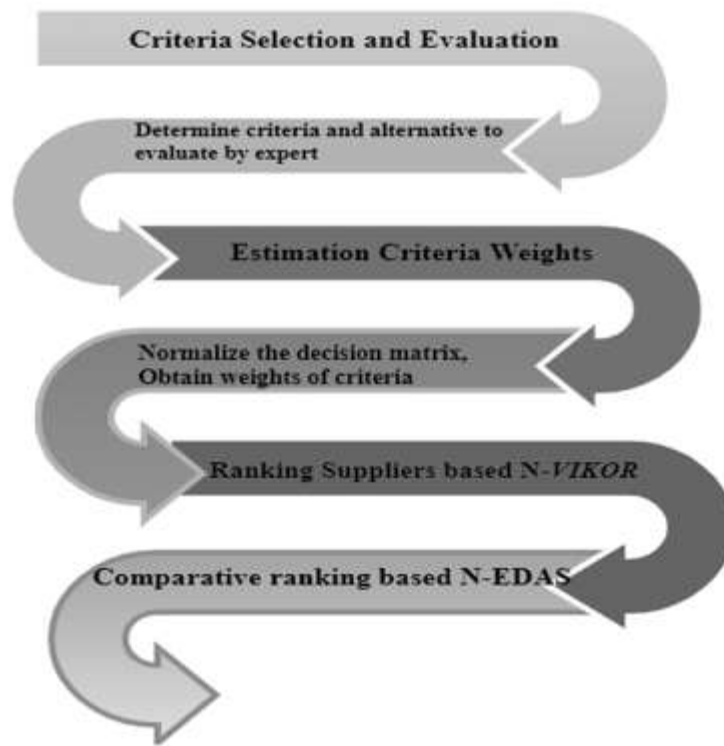 Criteria Selection and Evaluation
Determine criteria and alternative to
evaluate by expert
Estimation Criteria Weights
Normalize the decision matrix,
Obtain weights of criteria
Ranking Suppliers based N-VIKOR
Comparative ranking based N-EDAS